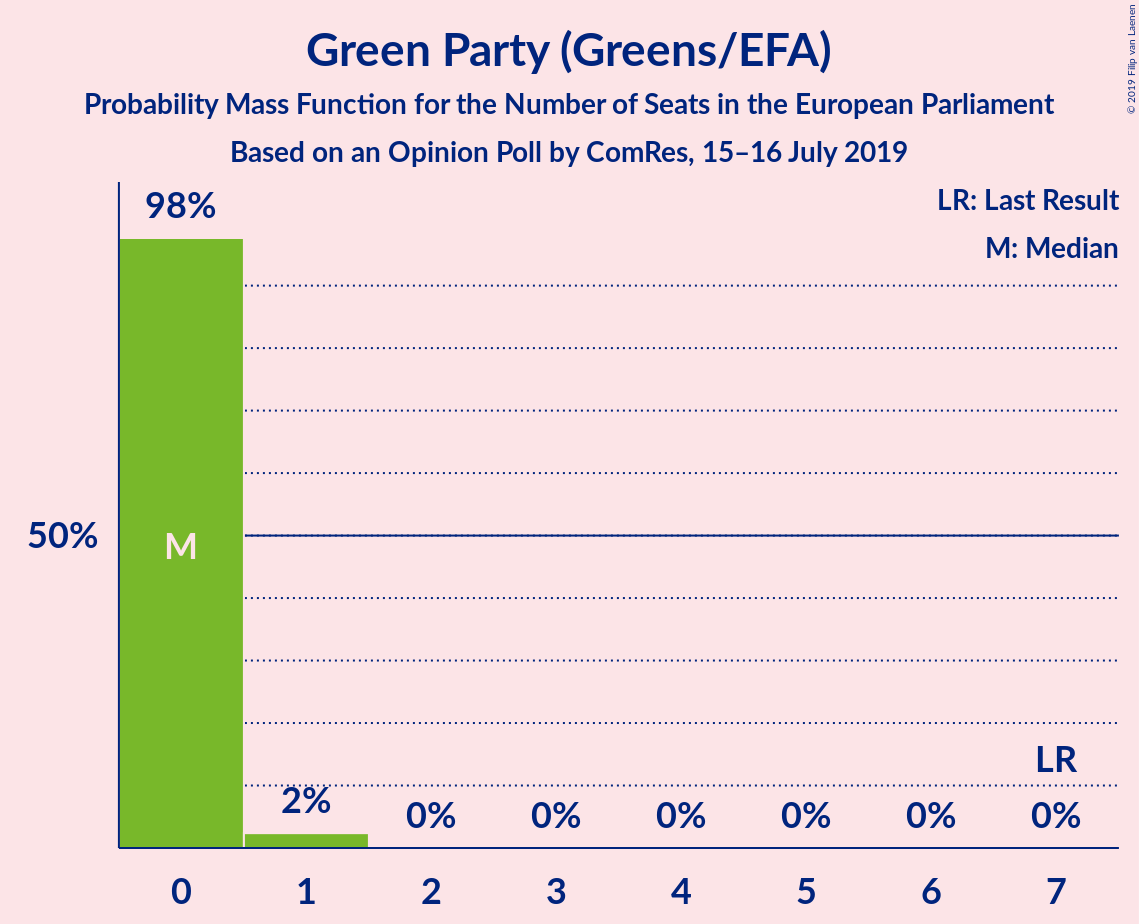 Green Party (Greens/EFA)
Probability Mass Function for the Number of Seats in the European Parliament
Based on an Opinion Poll by ComRes, 15–16 July 2019
© 2019 Filip van Laenen
LR: Last Result
M: Median
98%
50%
M
LR
2%
0%
0%
0%
0%
0%
0%
0
1
2
3
4
5
6
7